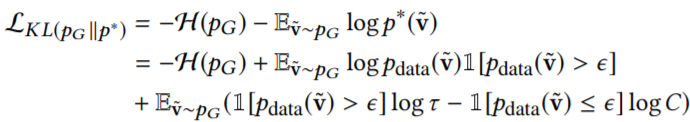 ℒ_{KL(p_G∥p*)} = −ℋ(p_G) − 𝔼_{ṽ∼p_G} log p*(ṽ)
= −ℋ(p_G) + 𝔼_{ṽ∼p_G} log p_data(ṽ)𝟙[p_data(ṽ) > ϵ]
+ 𝔼_{ṽ∼p_G}(𝟙[p_data(ṽ) > ϵ] log τ − 𝟙[p_data(ṽ) ≤ ϵ] log C)